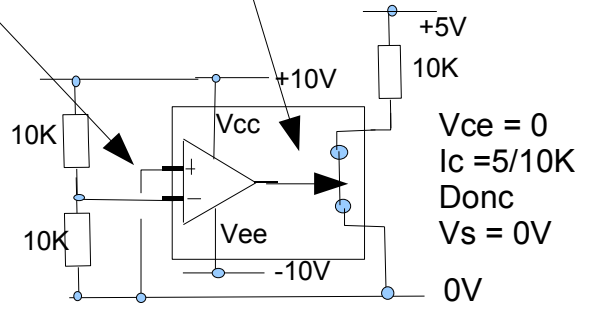 +5V
10K
+10V
Vcc
10K
+
−
Vce = 0
Ic =5/10K
Donc
Vs = 0V
10K
Vee
-10V
0V